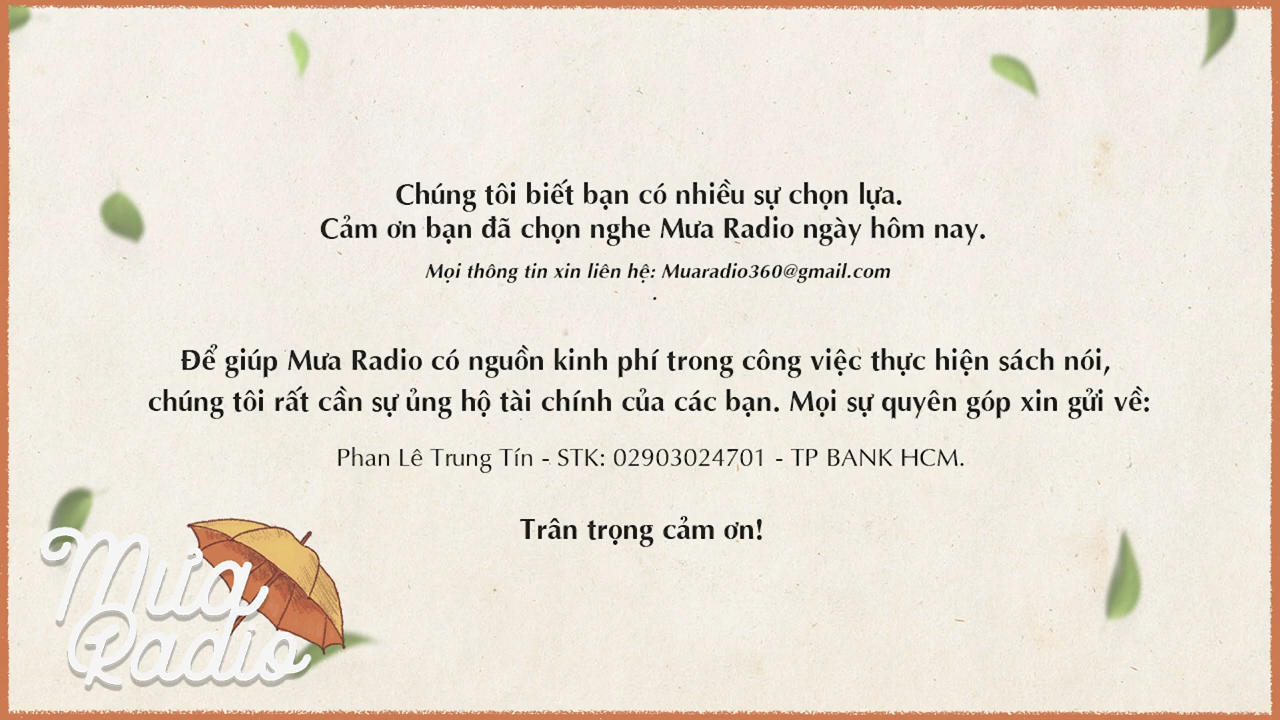 Chúng tôi biết bạn có nhiều sự chọn lựa.
Cảm ơn bạn đã chọn nghe Mưa Radio ngày hôm nay.
Mọi thông tin xin liên hệ: Muaradio360@gmail.com
.
Để giúp Mưa Radio có nguồn kinh phí trong công việc thực hiện sách nói,
chúng tôi rất cần sự ủng hộ tài chính của các bạn. Mọi sự quyên góp xin gửi về:
Phan Lê Trung Tín - STK: 02903024701 - TP BANK HCM.
Trân trọng cảm ơn!
Mưa
Radio